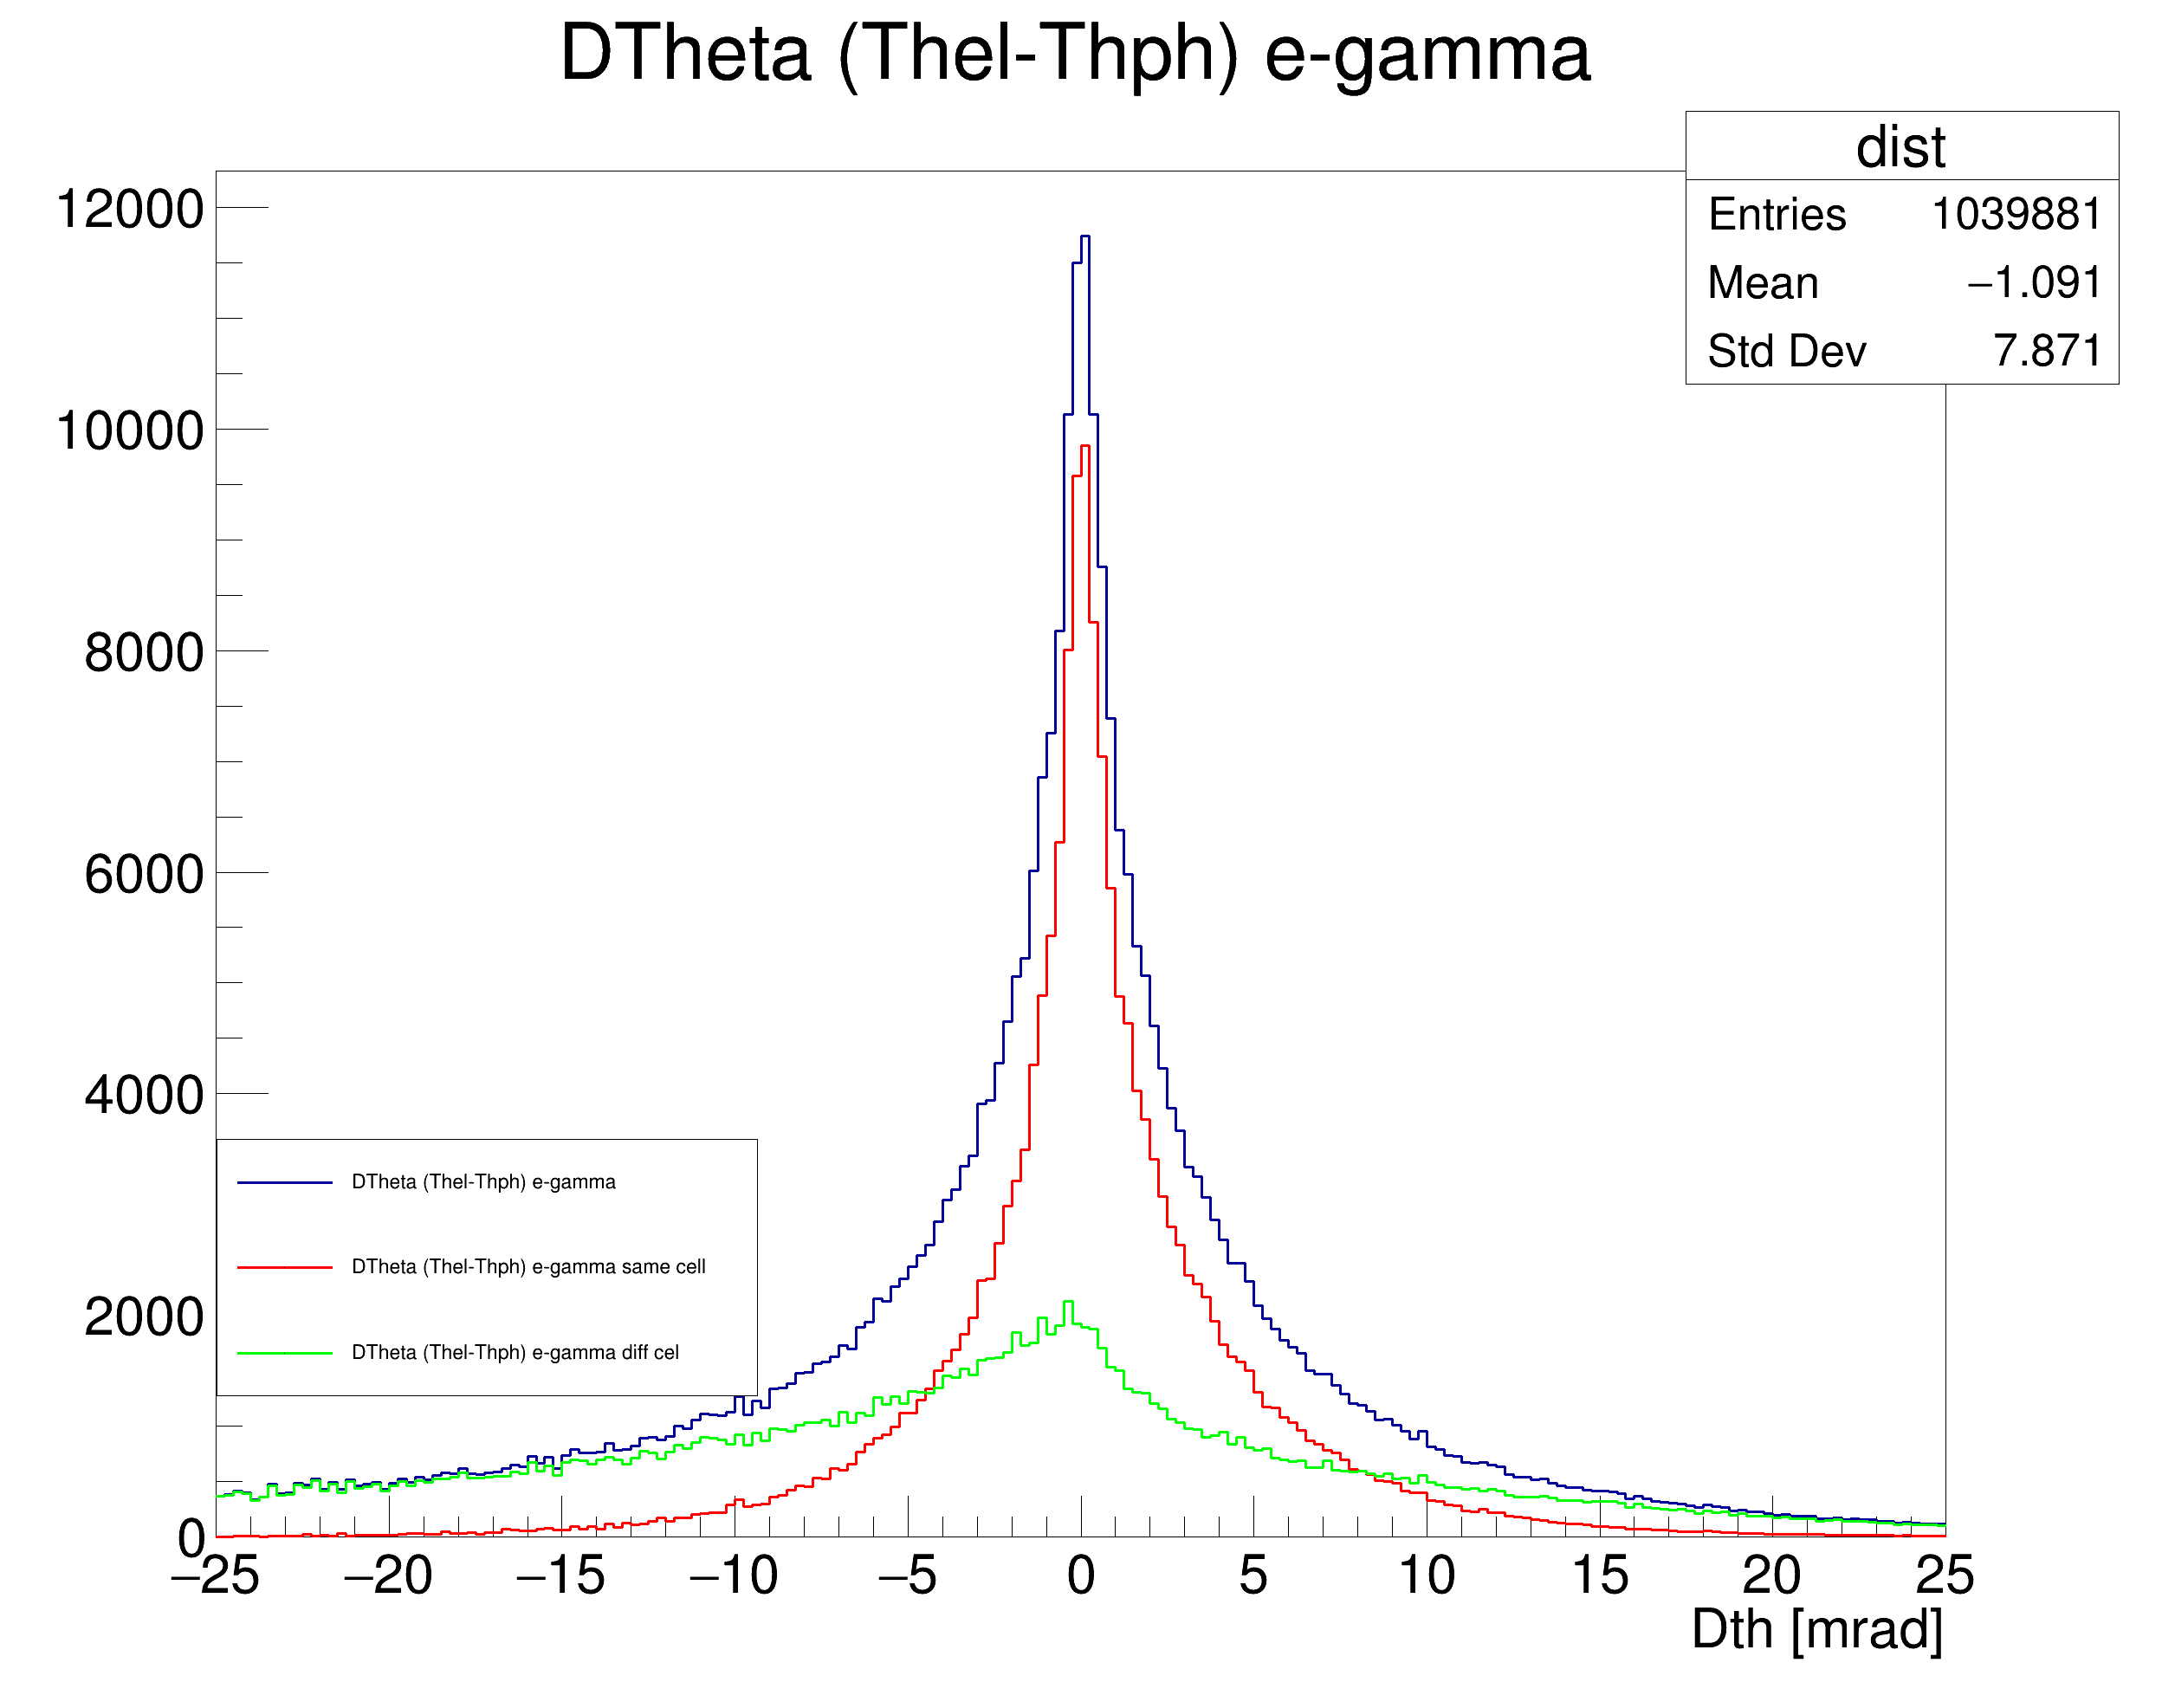 DTheta (Thel-Thph) e-gamma
dist
Entries 1039881
Mean −1.091
Std Dev 7.871
12000
10000
8000
6000
4000
2000
0
DTheta (Thel-Thph) e-gamma
DTheta (Thel-Thph) e-gamma same cell
DTheta (Thel-Thph) e-gamma diff cel
−25 −20 −15 −10 −5 0 5 10 15 20 25
Dth [mrad]